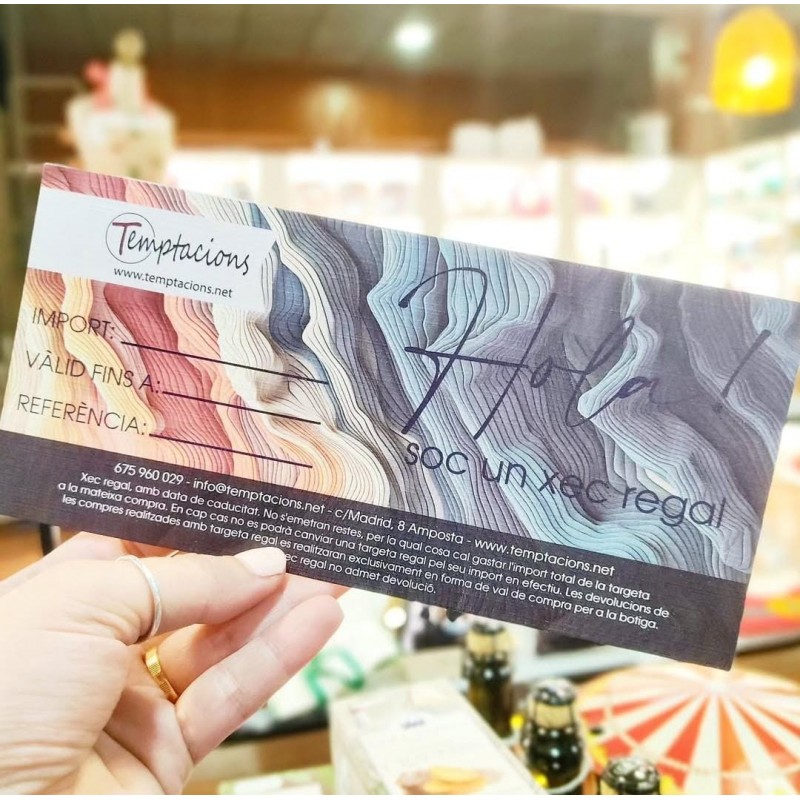 Temptacions
www.temptacions.net
IMPORT:
VÀLID FINS A:
REFERÈNCIA:
Hola!
soc un xec regal
675 960 029 - info@temptacions.net - c/Madrid, 8 Amposta - www.temptacions.net
Xec regal, amb data de caducitat. No s'emetran restes, per la qual cosa cal gastar l'import total de la targeta
a la mateixa compra. En cap cas no es podrà canviar una targeta regal pel seu import en efectiu. Les devolucions de
les compres realitzades amb targeta regal es realitzaran exclusivament en forma de val de compra per a la botiga.
xec regal no admet devolució.